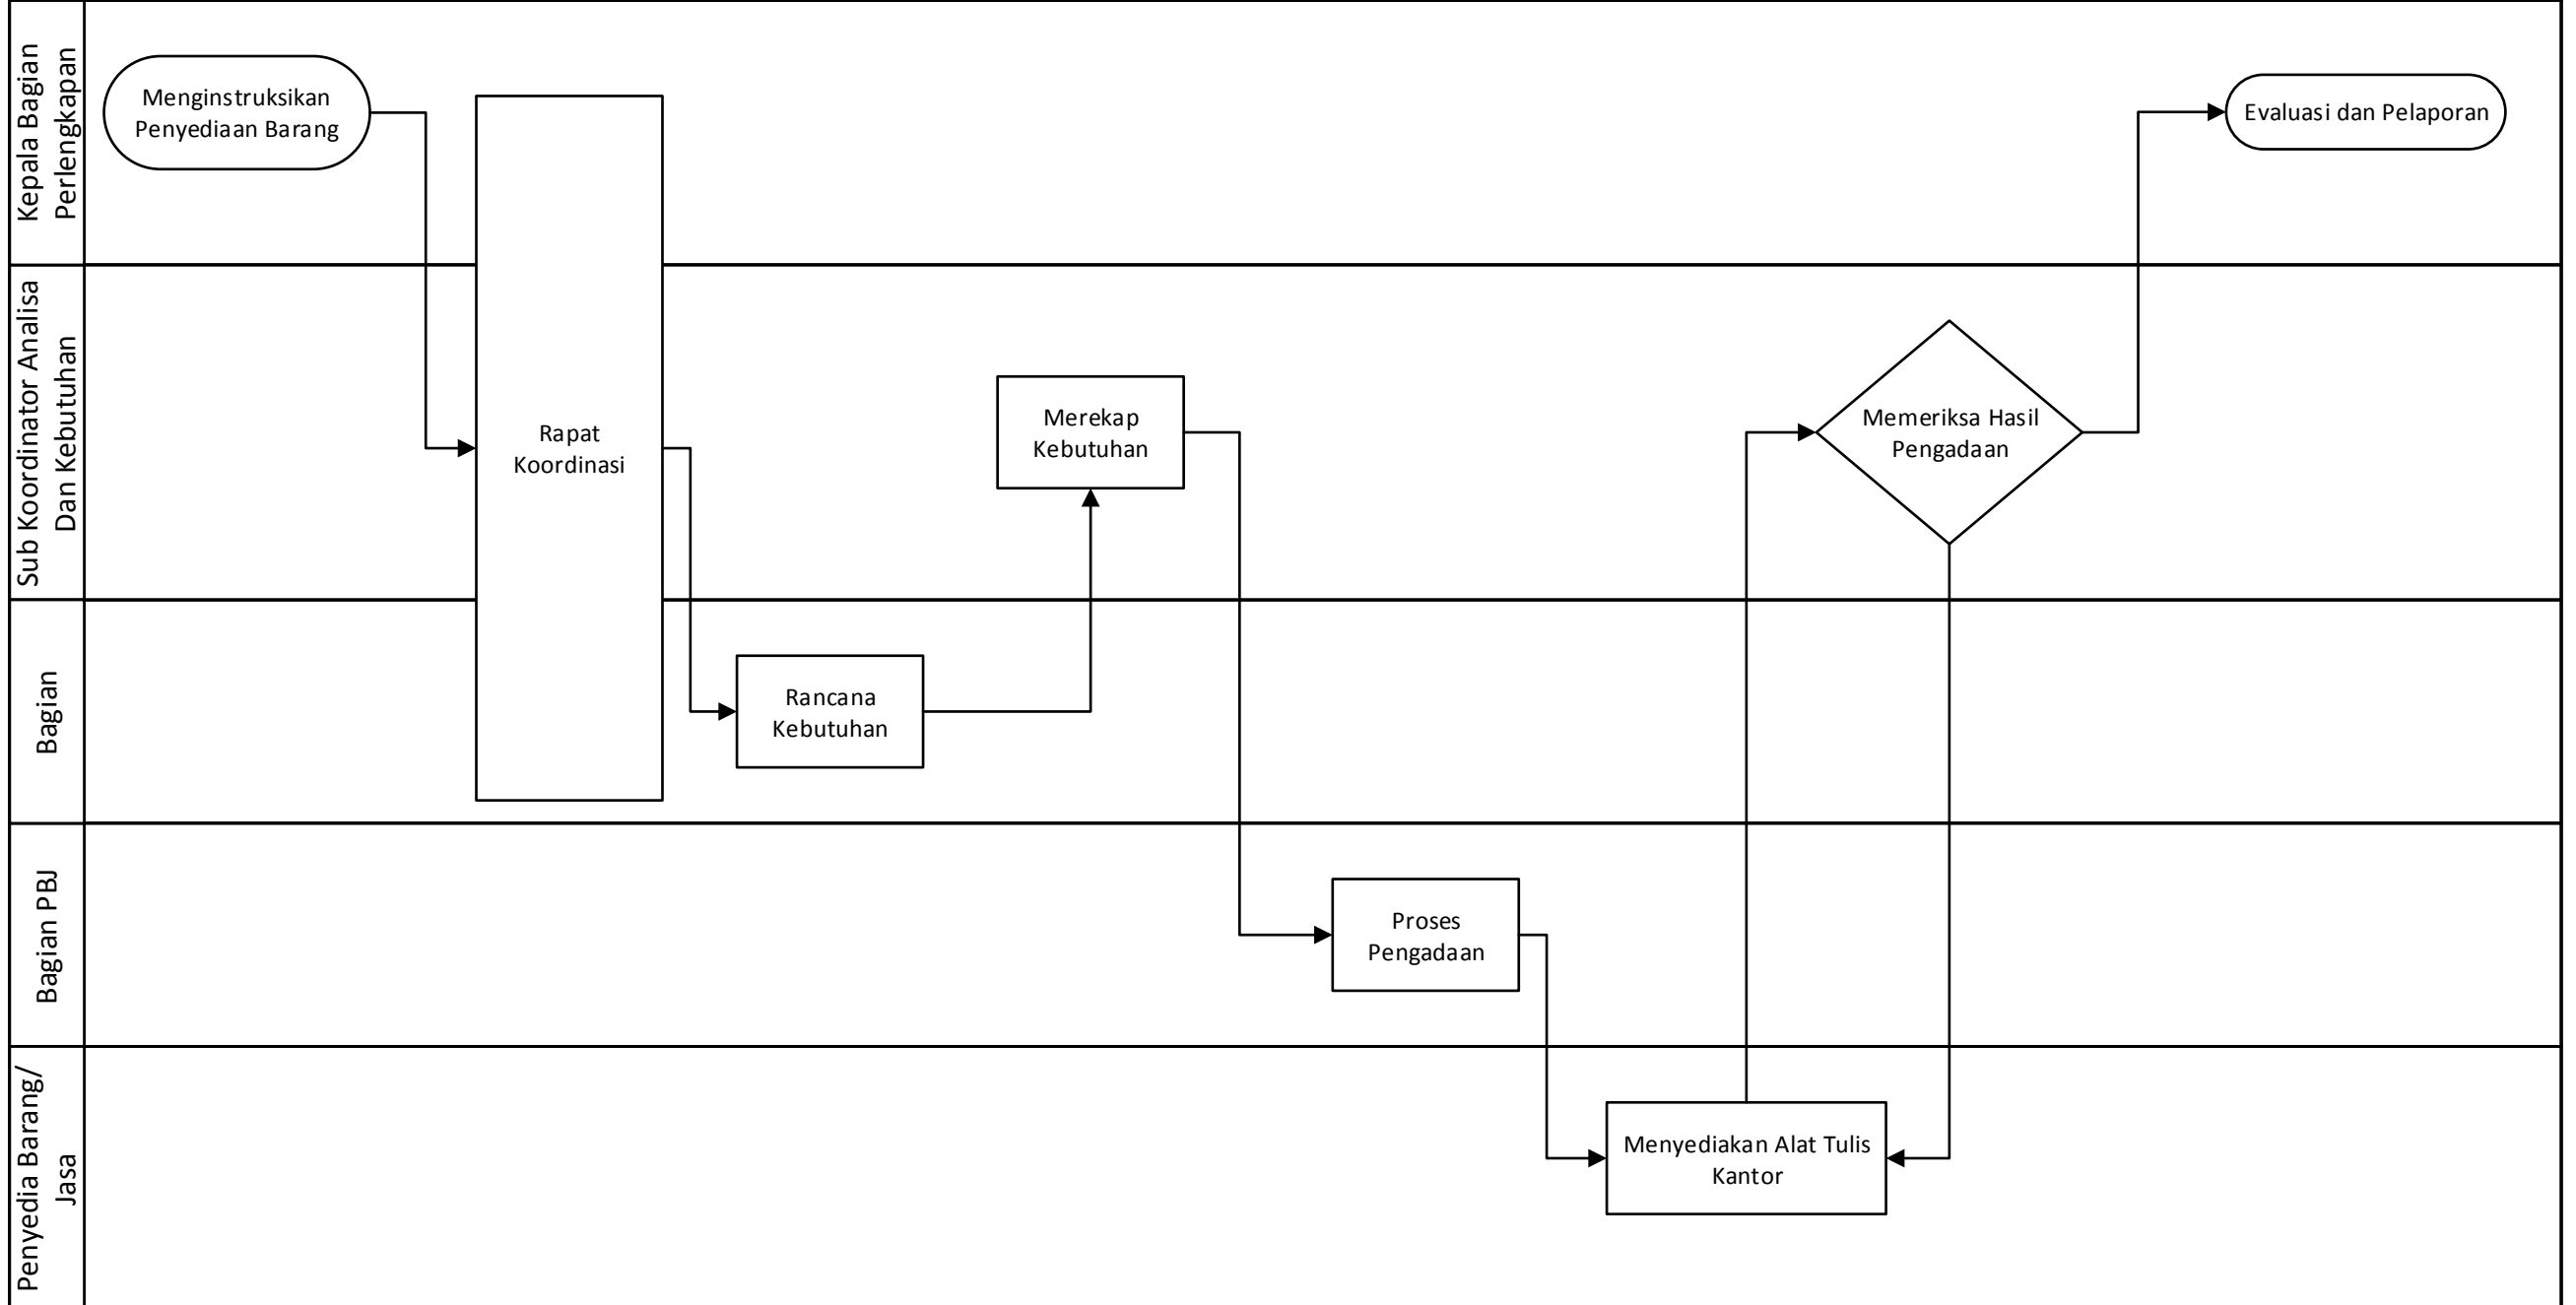 Kepala Bagian
Perlengkapan
Menginstruksikan
Penyediaan Barang
Evaluasi dan Pelaporan
Sub Koordinator Analisa
Dan Kebutuhan
Rapat
Koordinasi
Merekap
Kebutuhan
Memeriksa Hasil
Pengadaan
Bagian
Rancana
Kebutuhan
Bagian PBJ
Proses
Pengadaan
Penyedia Barang/
Jasa
Menyediakan Alat Tulis
Kantor